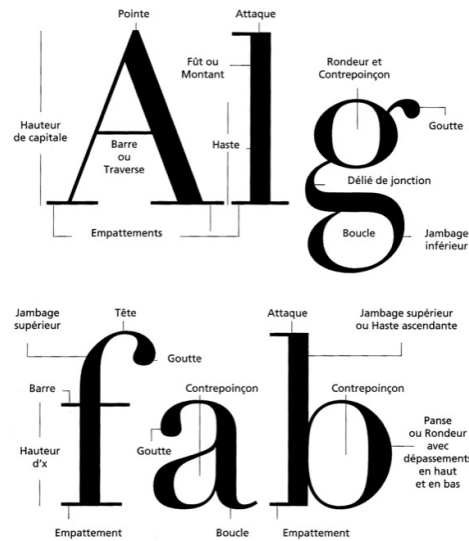 Pointe
Attaque
Fût ou
Montant
Rondeur et
Contrepoinçon
Hauteur
de capitale
Barre
ou
Traverse
Haste
Goutte
Délié de jonction
Empattements
Boucle
Jambage
inférieur
Alg
Jambage
supérieur
Tête
Attaque
Jambage supérieur
ou Haste ascendante
Goutte
Barre
Contrepoinçon
Contrepoinçon
Hauteur
d'x
Goutte
Panse
ou Rondeur
avec
dépassements
en haut
et en bas
fab
Empattement
Boucle
Empattement